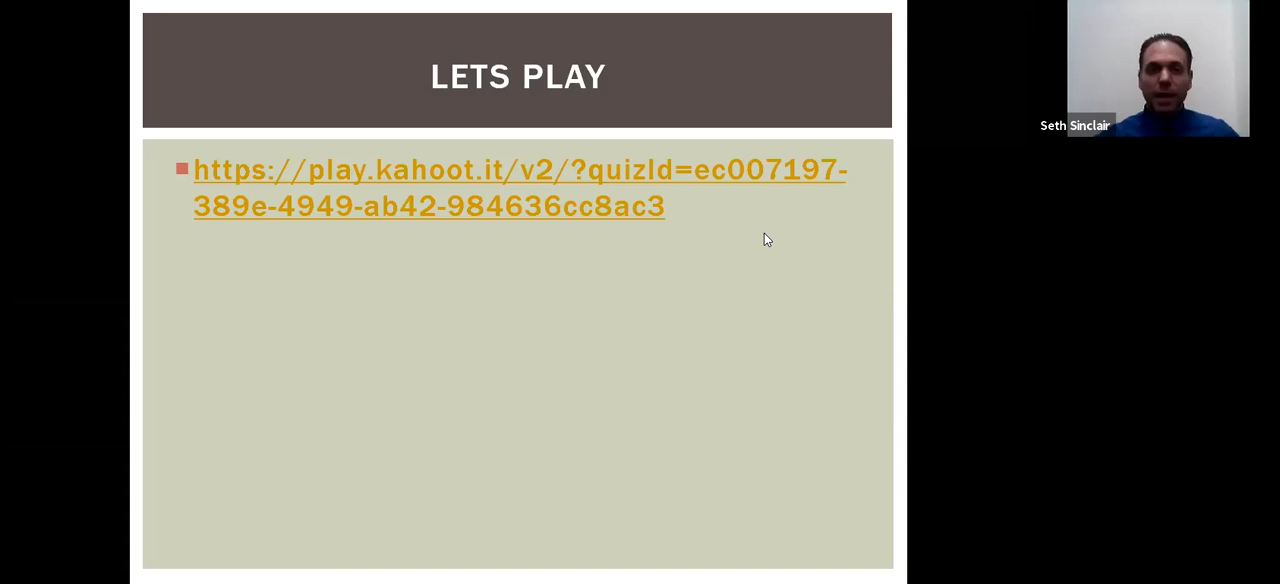 LETS PLAY
https://play.kahoot.it/v2/?quizId=ec007197-
389e-4949-ab42-984636cc8ac3
Seth Sinclair